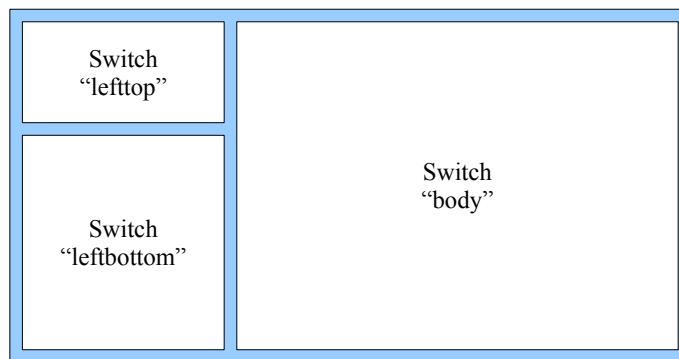 Switch
“lefttop”
Switch
“leftbottom”
Switch
“body”